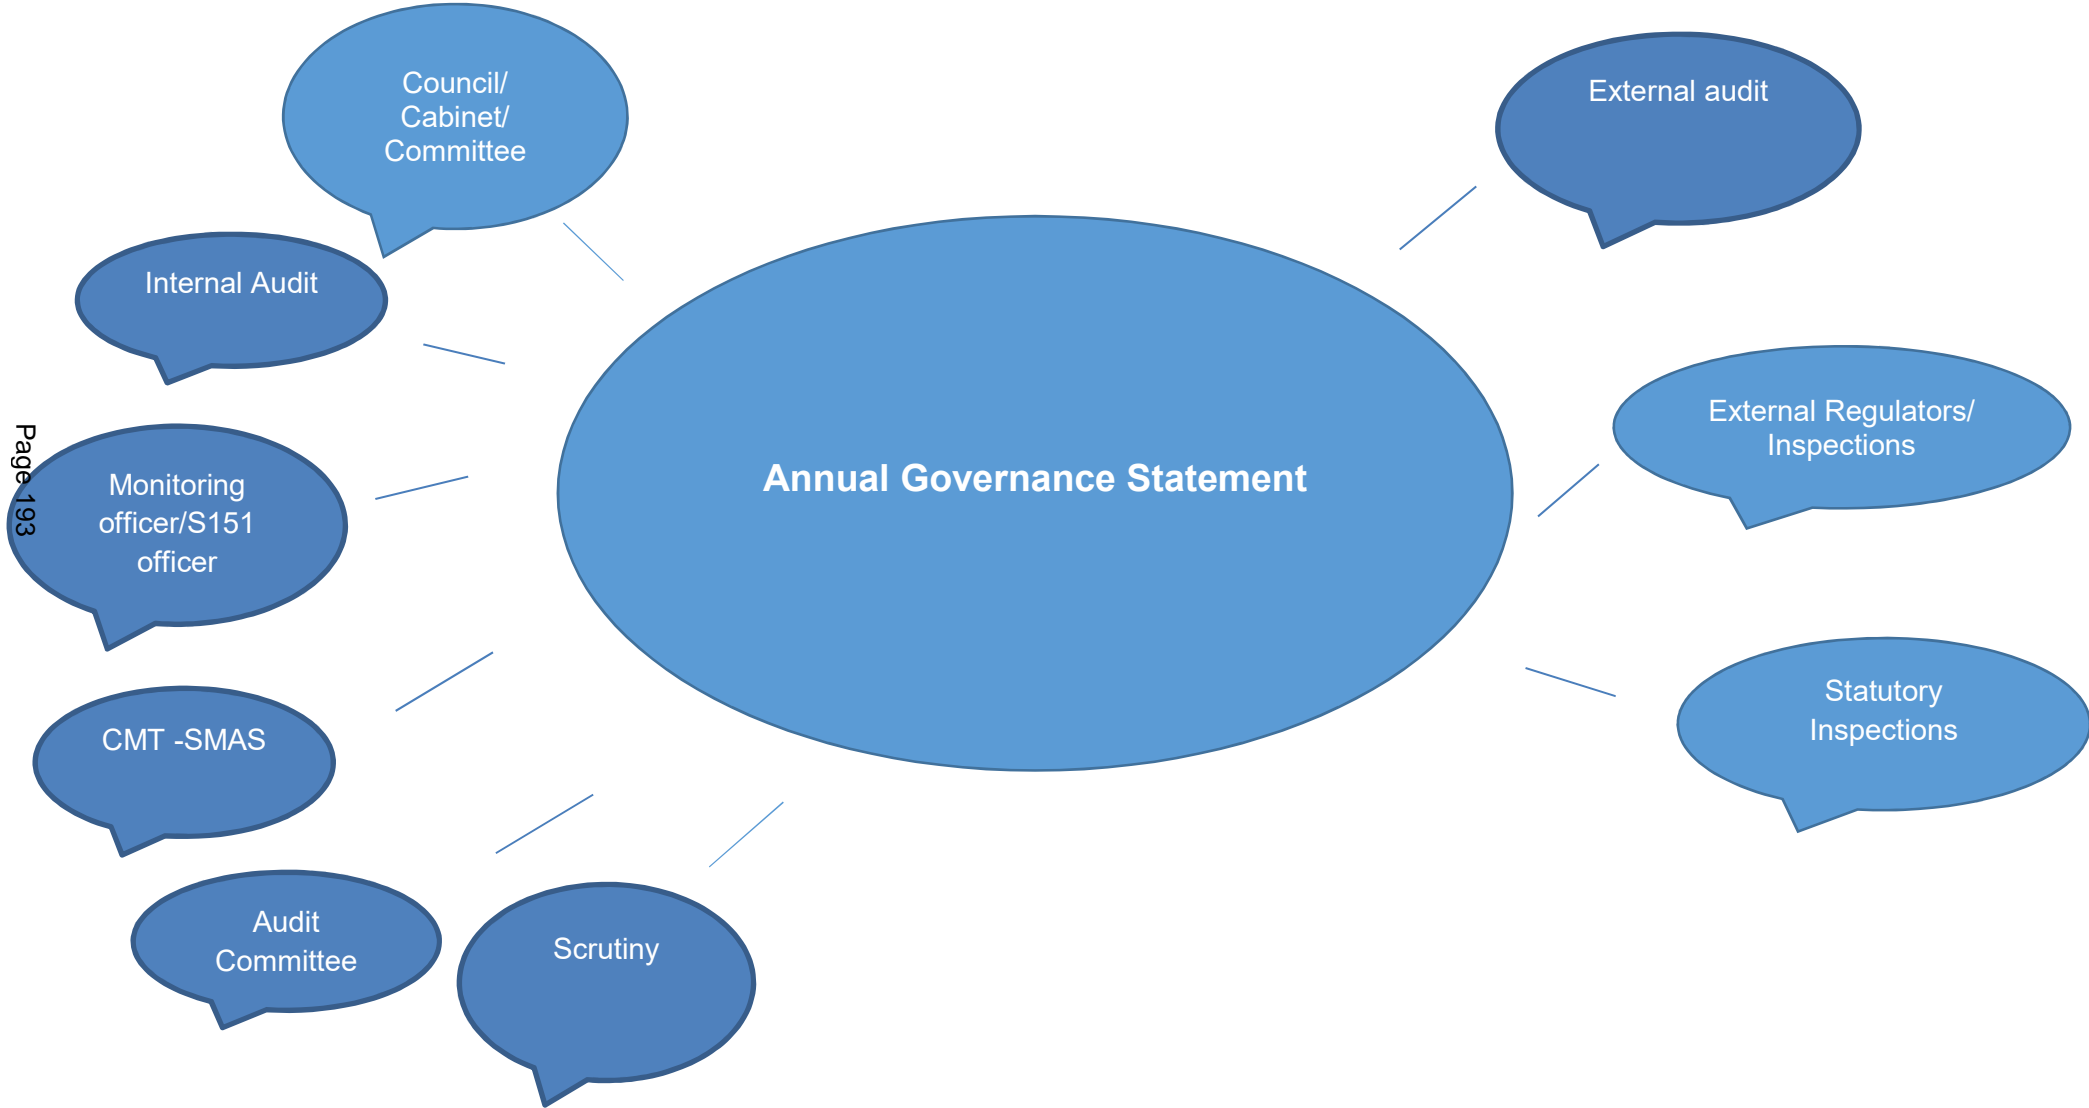 Council/
Cabinet/
Committee
External audit
Internal Audit
External Regulators/
Inspections
Page 193
Monitoring
officer/S151
officer
Annual Governance Statement
Statutory
Inspections
CMT -SMAS
Audit
Committee
Scrutiny